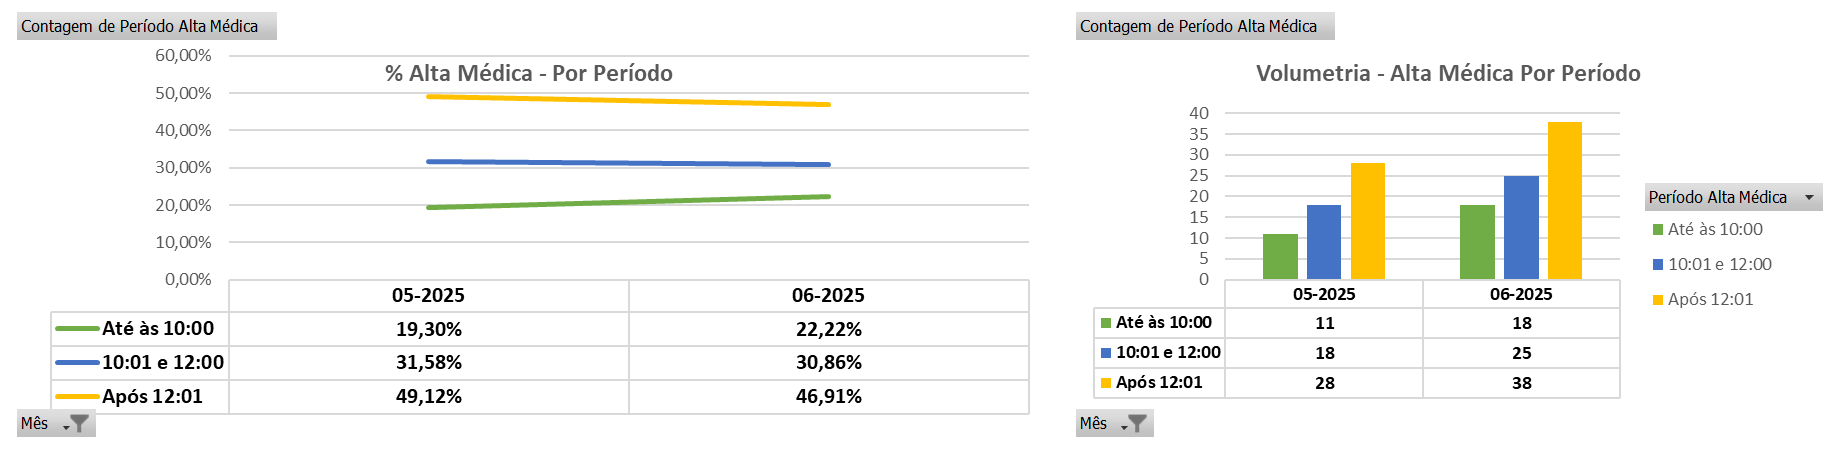 Contagem de Período Alta Médica
% Alta Médica - Por Período
60,00%
50,00%
40,00%
30,00%
20,00%
10,00%
0,00%
05-2025 06-2025
Até às 10:00 19,30% 22,22%
10:01 e 12:00 31,58% 30,86%
Após 12:01 49,12% 46,91%
Mês
Contagem de Período Alta Médica
Volumetria - Alta Médica Por Período
40
35
30
25
20
15
10
5
0
05-2025 06-2025
Até às 10:00 11 18
10:01 e 12:00 18 25
Após 12:01 28 38
Mês
Período Alta Médica
Até às 10:00
10:01 e 12:00
Após 12:01